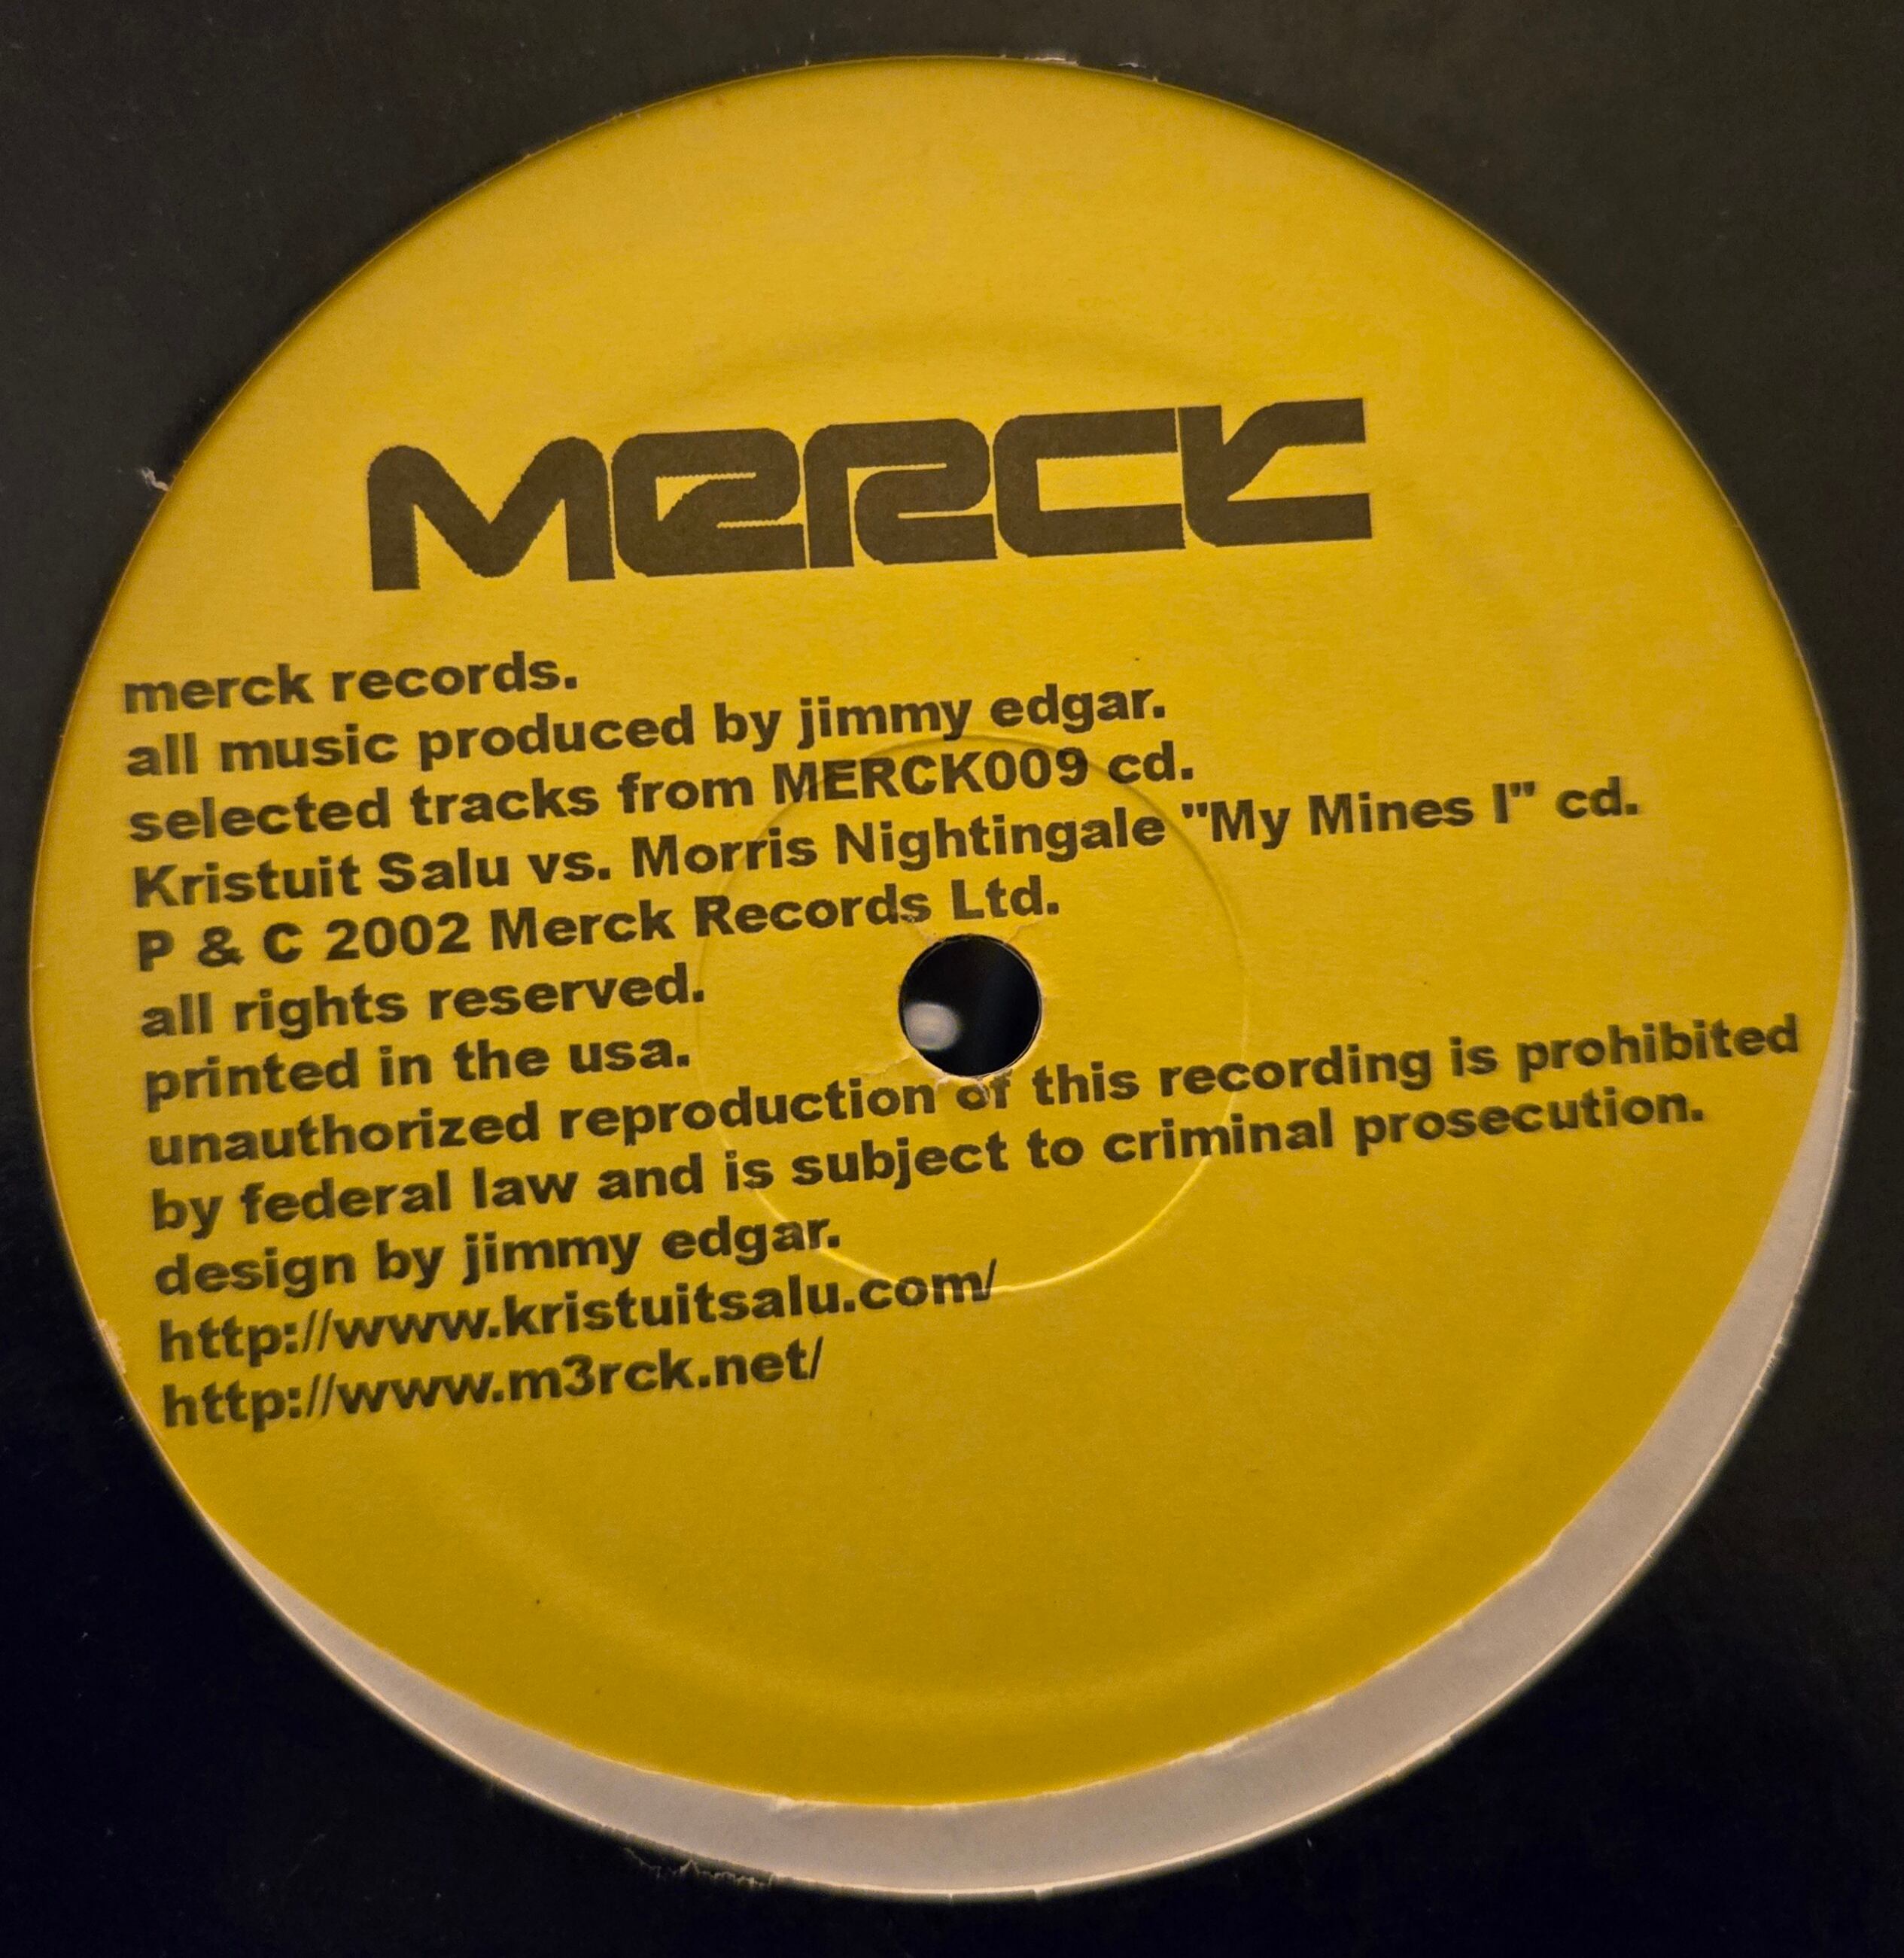 MERCK
merck records.
all music produced by jimmy edgar.
selected tracks from MERCK009 cd.
Kristuit Salu vs. Morris Nightingale "My Mines I" cd.
P & C 2002 Merck Records Ltd.
all rights reserved.
printed in the usa.
unauthorized reproduction of this recording is prohibited
by federal law and is subject to criminal prosecution.
design by jimmy edgar.
http://www.kristuitsalu.com/
http://www.m3rck.net/